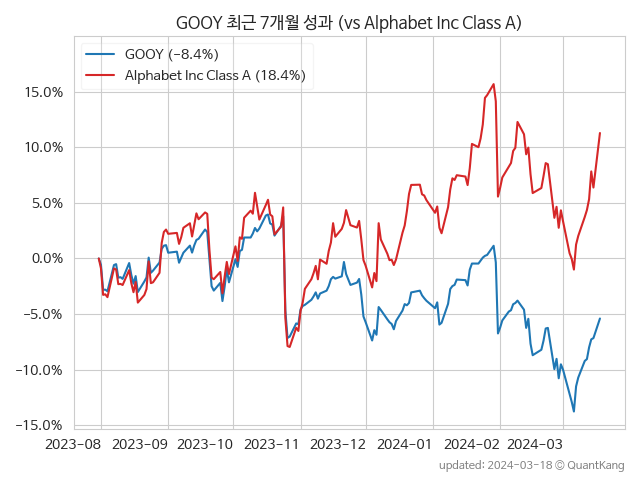 GOOY 최근 7개월 성과 (vs Alphabet Inc Class A)
GOOY (−8.4%)
Alphabet Inc Class A (18.4%)
15.0%
10.0%
5.0%
0.0%
−5.0%
−10.0%
−15.0%
2023−08 2023−09 2023−10 2023−11 2023−12 2024−01 2024−02 2024−03
updated: 2024−03−18 © QuantKang